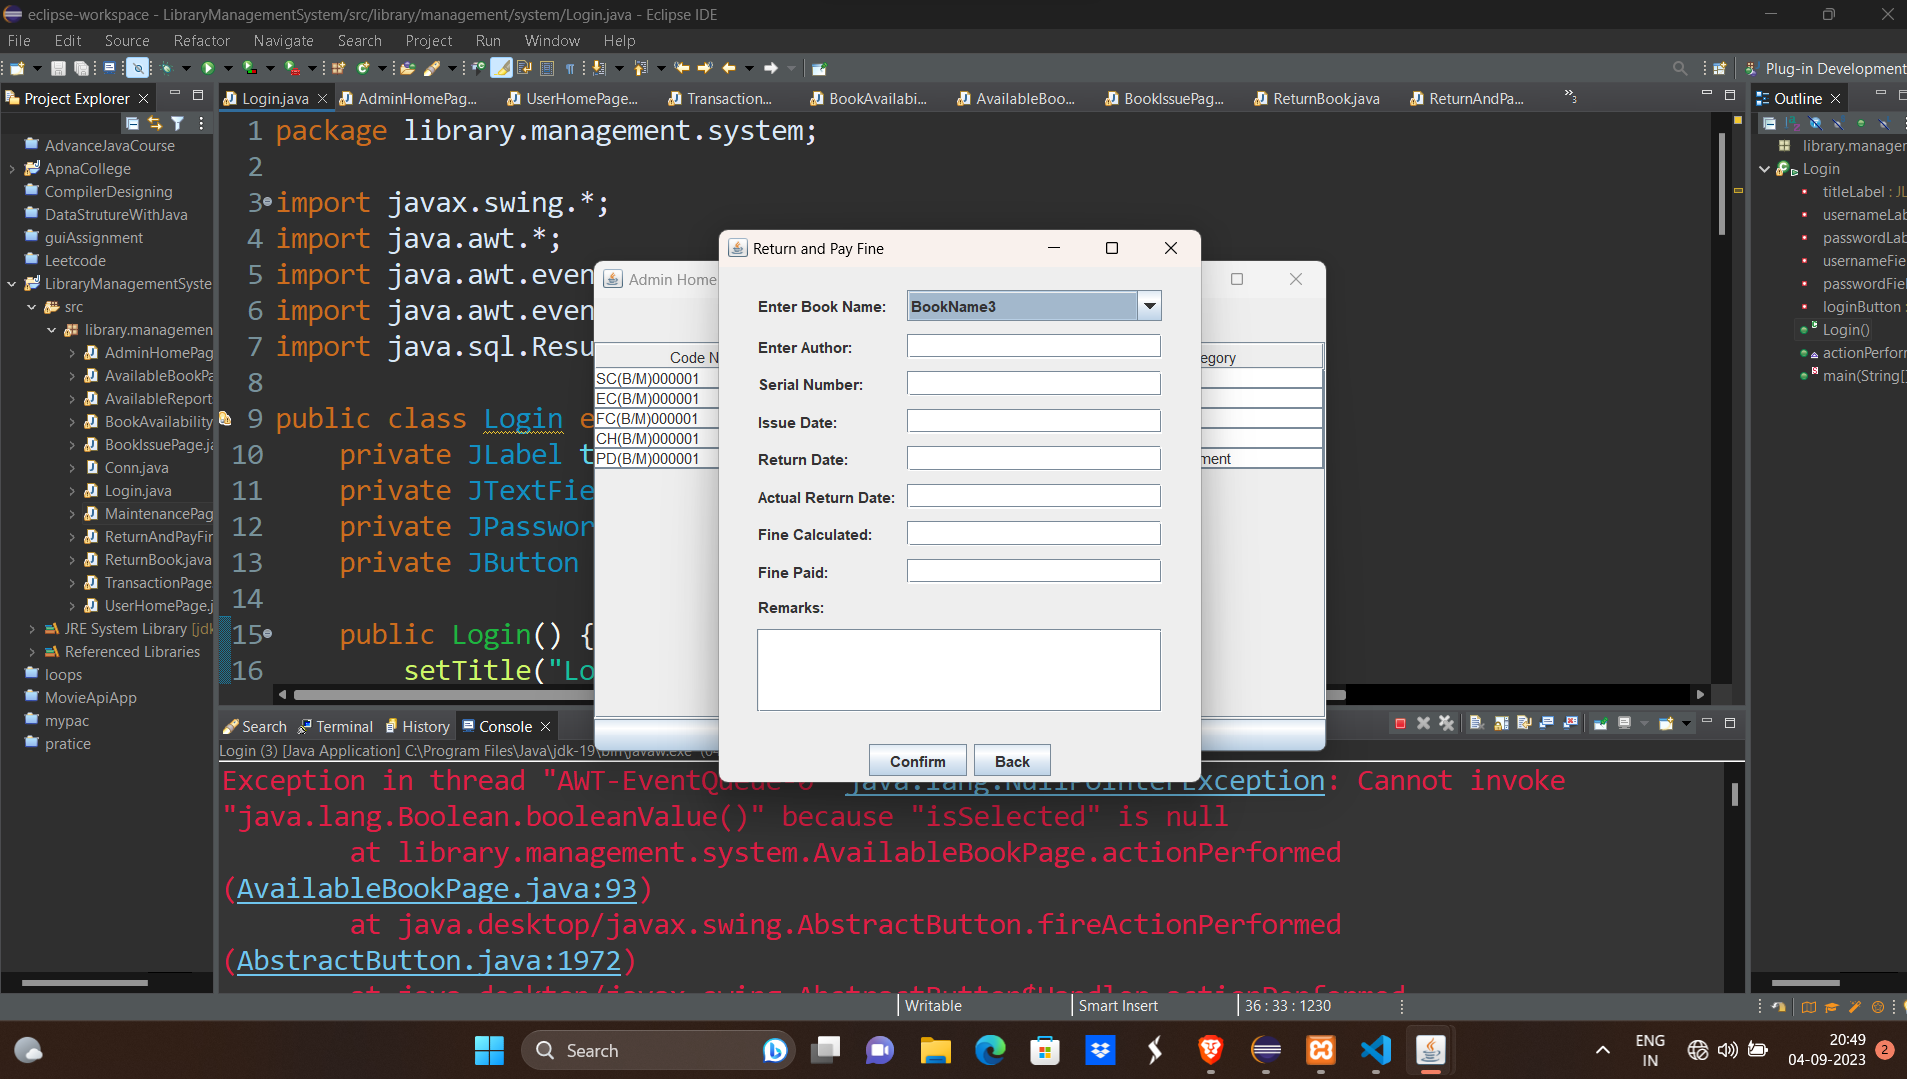 eclipse-workspace - LibraryManagementSystem/src/library/management/system/Login.java - Eclipse IDE
File Edit Source Refactor Navigate Search Project Run Window Help
Plug-in Development
Project Explorer
Login.java AdminHomePag... UserHomePage... Transaction... BookAvailabi... AvailableBoo... BookIssuePag... ReturnBook.java ReturnAndPa... »3
Outline
AdvanceJavaCourse
ApnaCollege
CompilerDesigning
DataStrutureWithJava
guiAssignment
Leetcode
LibraryManagementSyste
src
library.managemen
AdminHomePag
AvailableBookPa
AvailableReport
BookAvailability
BookIssuePage.ja
Conn.java
Login.java
MaintenancePag
ReturnAndPayFir
ReturnBook.java
TransactionPage
UserHomePage.j
JRE System Library [jdk
Referenced Libraries
loops
MovieApiApp
mypac
pratice
1 package library.management.system;
2
3 import javax.swing.*;
4 import java.awt.*;
5 import java.awt.even
6 import java.awt.even
7 import java.sql.Resu
8
9 public class Login e
10 private JLabel t
11 private JTextFie
12 private JPasswor
13 private JButton
14
15 public Login() {
16 setTitle("Lo
Admin Home
Code N
egory
SC(B/M)000001
EC(B/M)000001
FC(B/M)000001
CH(B/M)000001
PD(B/M)000001
ment
Return and Pay Fine
Enter Book Name: BookName3
Enter Author:
Serial Number:
Issue Date:
Return Date:
Actual Return Date:
Fine Calculated:
Fine Paid:
Remarks:
Confirm Back
library.manager
Login
titleLabel : JL
usernameLab
passwordLab
usernameFie
passwordFiel
loginButton :
Login()
actionPerforr
main(String[]
Search Terminal History Console
Login (3) [Java Application] C:\Program Files\Java\jdk-19\bin\javaw.exe
Exception in thread "AWT-EventQueue-0" java.lang.NullPointerException: Cannot invoke
"java.lang.Boolean.booleanValue()" because "isSelected" is null
at library.management.system.AvailableBookPage.actionPerformed
(AvailableBookPage.java:93)
at java.desktop/javax.swing.AbstractButton.fireActionPerformed
(AbstractButton.java:1972)
at java.desktop/javax.swing.AbstractButton$Handler.actionPerformed
Writable Smart Insert 36 : 33 : 1230
Search
ENG
IN
20:49
04-09-2023
2